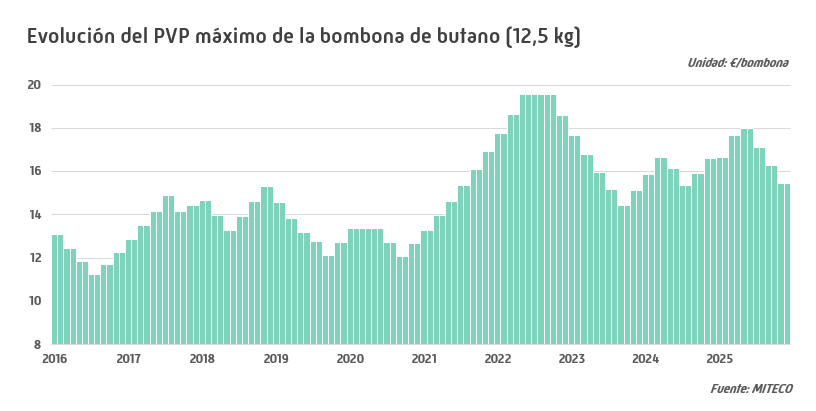 Evolución del PVP máximo de la bombona de butano (12,5 kg)
Unidad: €/bombona
20
18
16
14
12
10
8
2016 2017 2018 2019 2020 2021 2022 2023 2024 2025
Fuente: MITECO